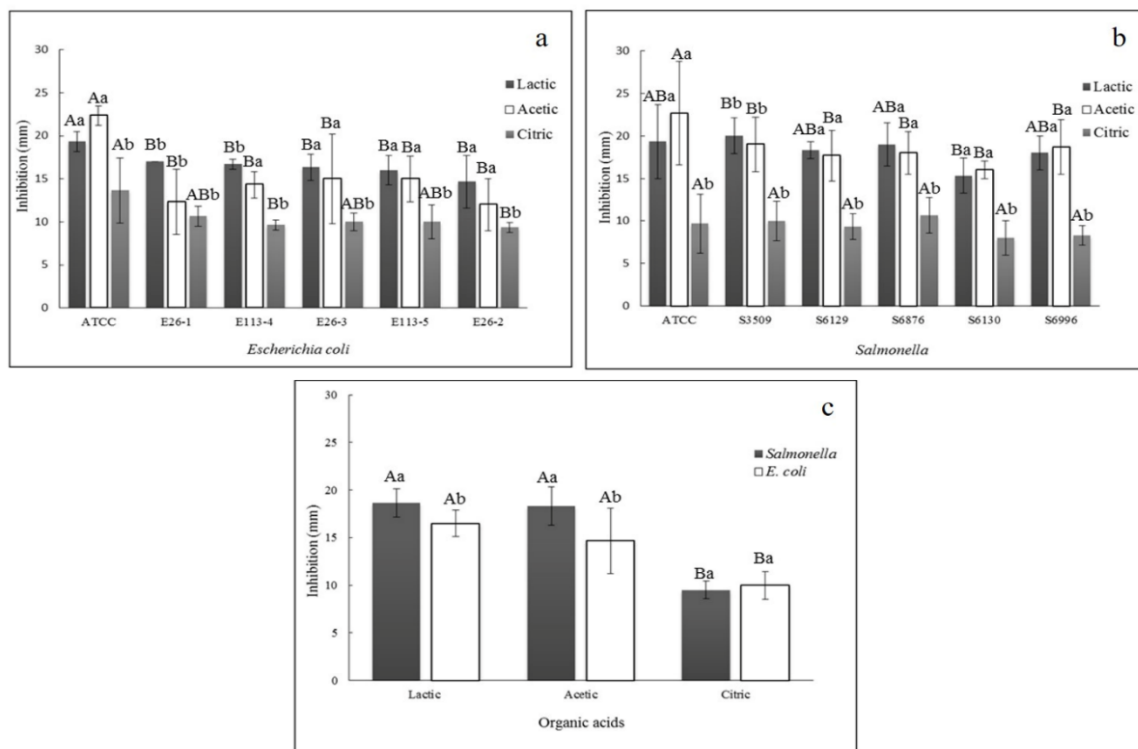 a
30
25
20
15
10
5
0
Inhibition (mm)
Lactic
Acetic
Citric
Aa Aa Ab
Bb Bb ABb
Bb Ba Ab
Ba Ba ABb
Ba Ba ABb
Ba Ba Bb
ATCC E26-1 E113-4 E26-3 E113-5 E26-2
Escherichia coli
b
30
25
20
15
10
5
0
Inhibition (mm)
Lactic
Acetic
Citric
ABa Aa Ab
Bb Bb Ab
ABa Ba Ab
ABa Ba Ab
Ba Ba Ab
ABa Ba Ab
ATCC S3509 S6129 S6876 S6130 S6996
Salmonella
c
30
25
20
15
10
5
0
Inhibition (mm)
Salmonella
E. coli
Aa Ab
Aa Ab
Ba Ba
Lactic Acetic Citric
Organic acids